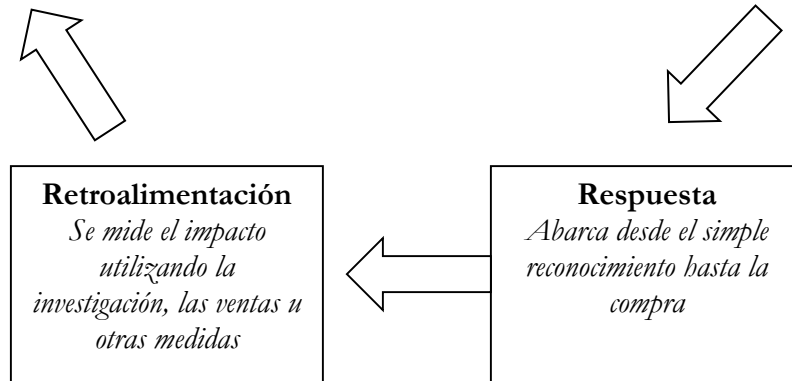 Retroalimentación
Se mide el impacto
utilizando la
investigación, las ventas u
otras medidas
Respuesta
Abarca desde el simple
reconocimiento hasta la
compra